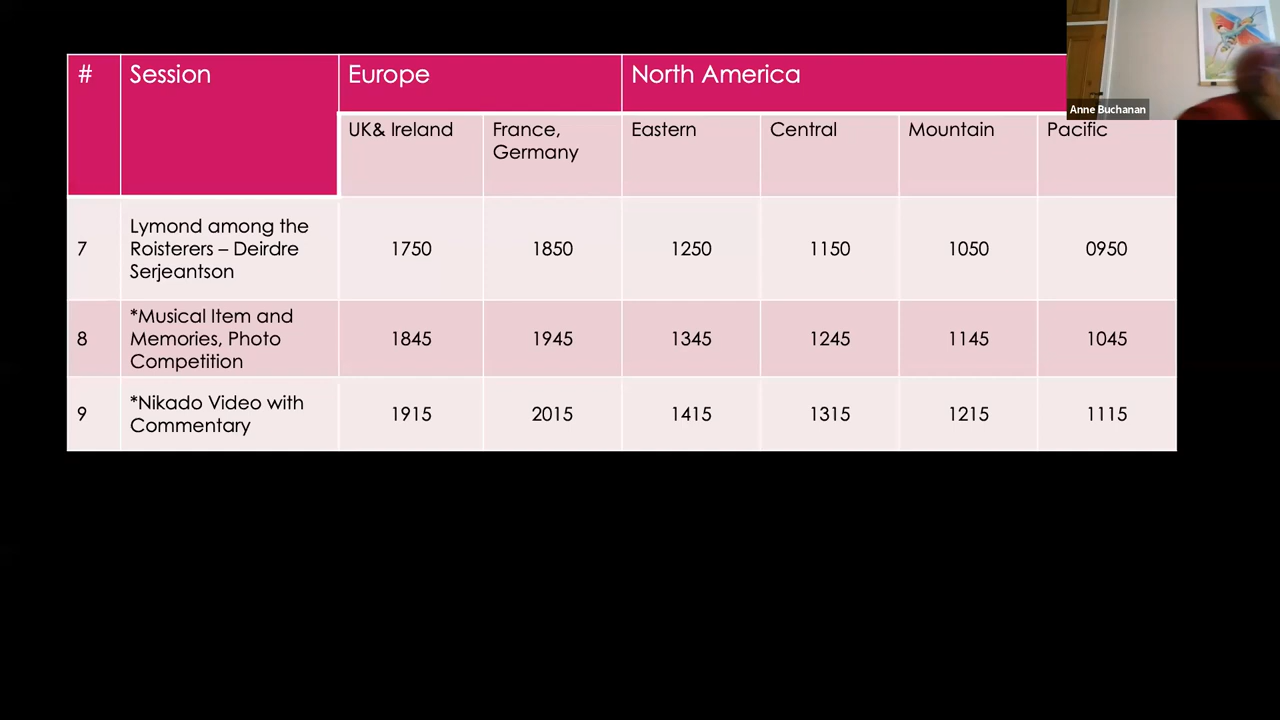 # Session Europe North America
UK& Ireland France, Germany Eastern Central Mountain Pacific
7 Lymond among the Roisterers – Deirdre Serjeantson 1750 1850 1250 1150 1050 0950
8 *Musical Item and Memories, Photo Competition 1845 1945 1345 1245 1145 1045
9 *Nikado Video with Commentary 1915 2015 1415 1315 1215 1115
Anne Buchanan